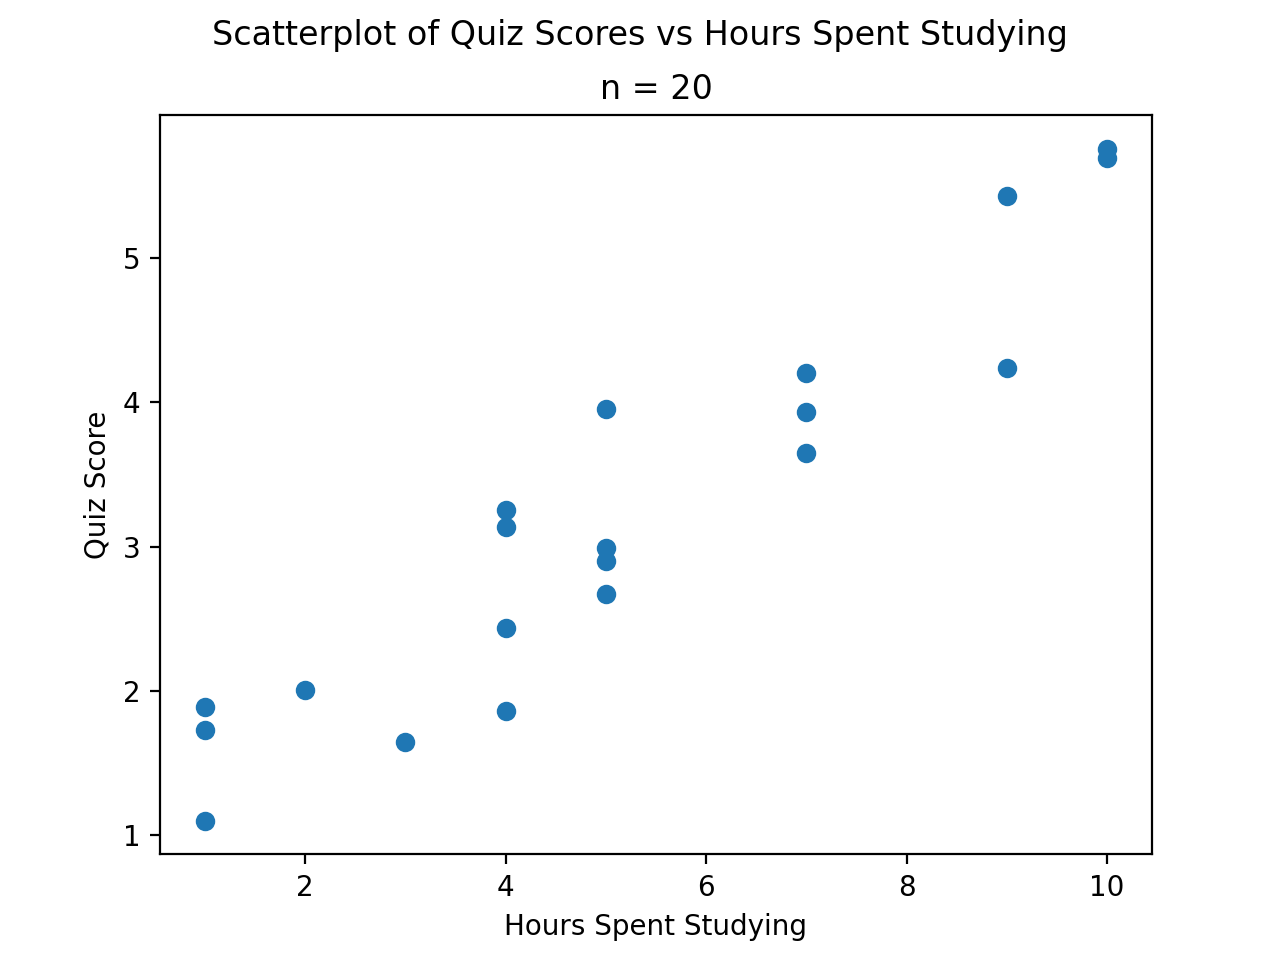 Scatterplot of Quiz Scores vs Hours Spent Studying
n = 20
5
4
3
2
1
Quiz Score
2 4 6 8 10
Hours Spent Studying